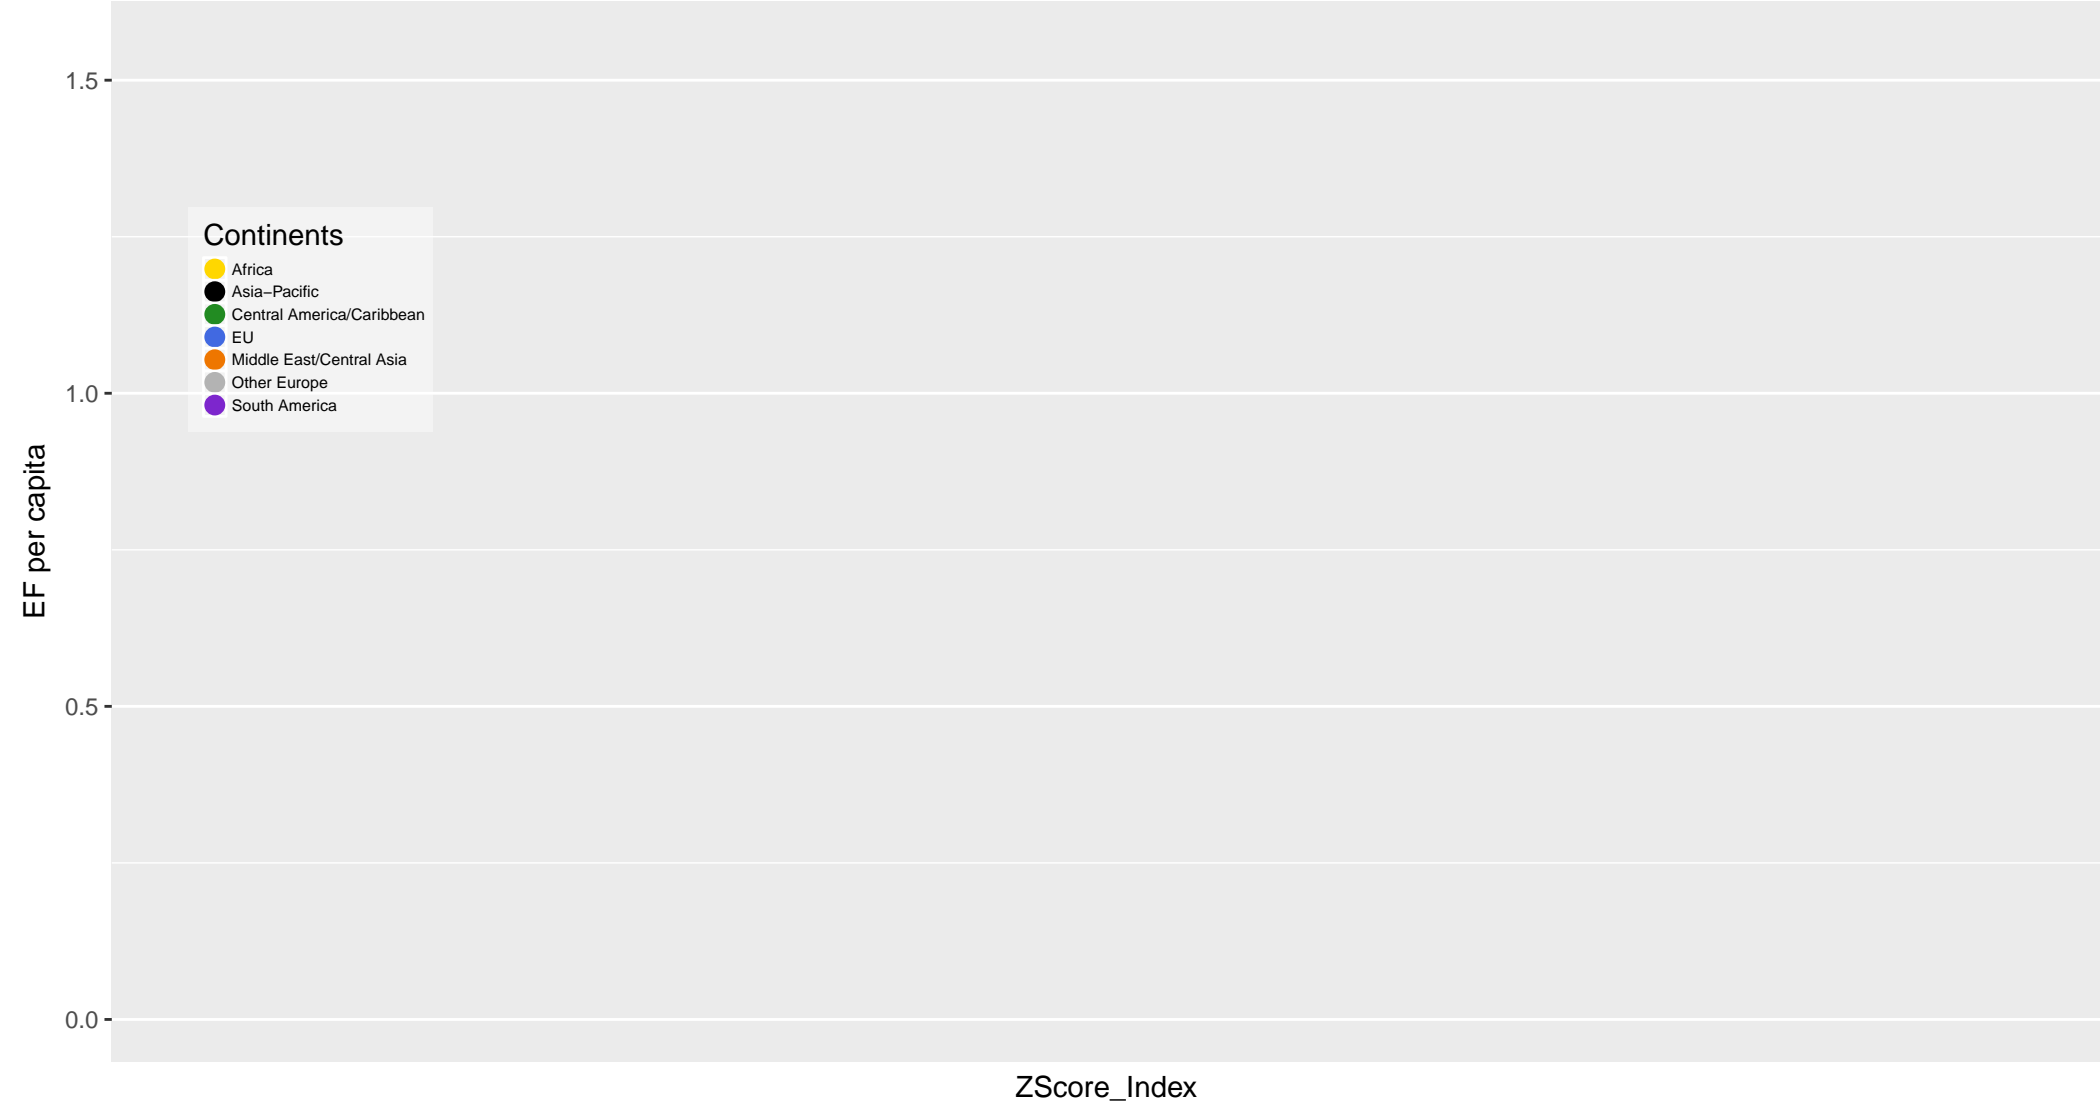 1.5
Continents
Africa
Asia−Pacific
Central America/Caribbean
EU
Middle East/Central Asia
Other Europe
South America
1.0
EF per capita
0.5
0.0
ZScore_Index